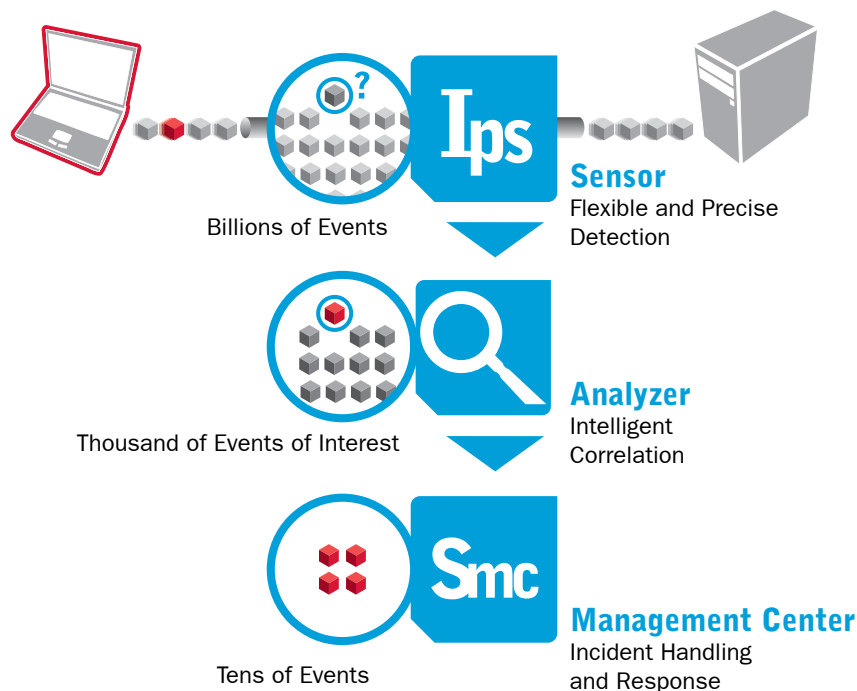 ?
Ips
Sensor
Flexible and Precise
Detection
Billions of Events
Analyzer
Intelligent
Correlation
Thousand of Events of Interest
Smc
Management Center
Incident Handling
and Response
Tens of Events